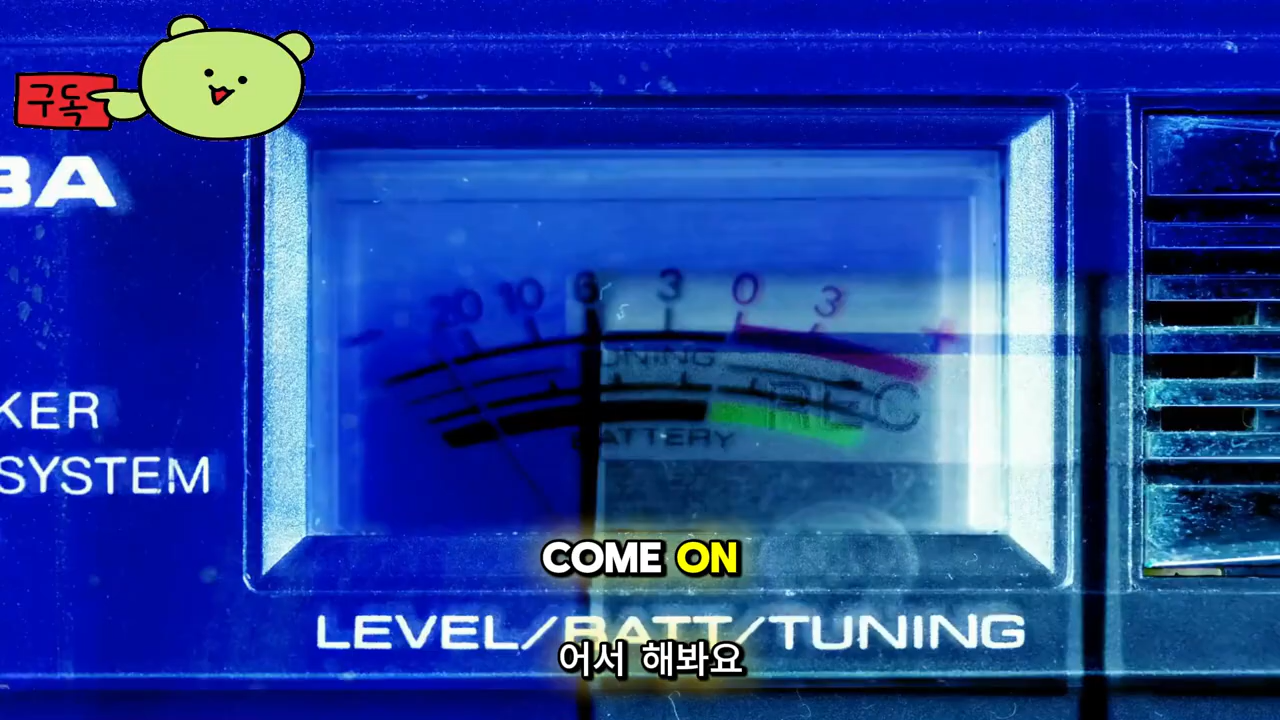 구독
BA
20 10 6 3 0 3 +
TUNING
REC
BATTERY
KER
SYSTEM
COME ON
LEVEL/BATT/TUNING
어서 해봐요